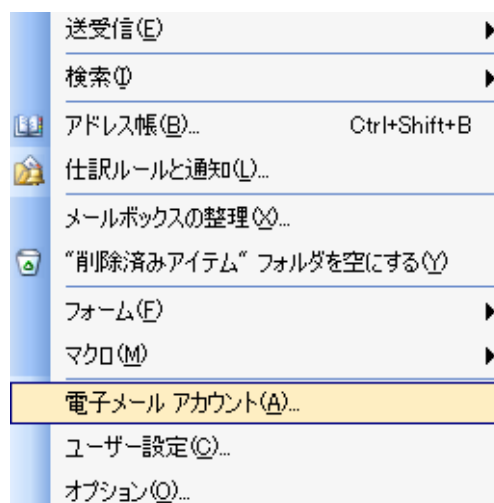 送受信(E)
検索(I)
アドレス帳(B)... Ctrl+Shift+B
仕訳ルールと通知(L)...
メールボックスの整理(X)...
"削除済みアイテム" フォルダを空にする(Y)
フォーム(F)
マクロ(M)
電子メール アカウント(A)...
ユーザー設定(C)...
オプション(O)...